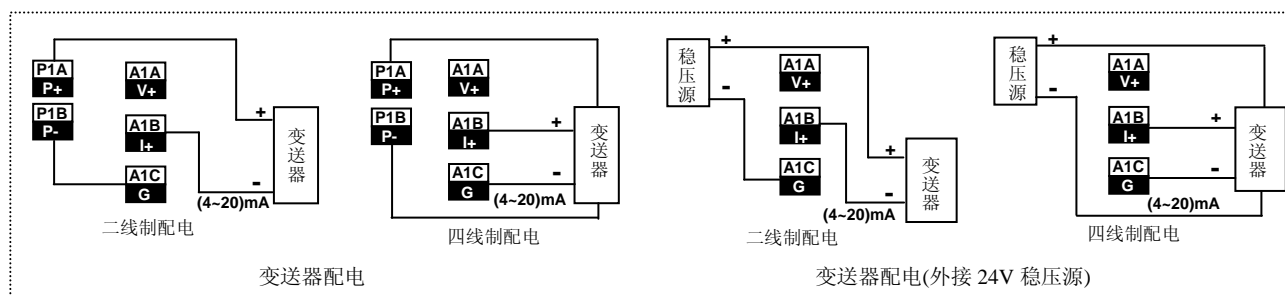 P1A
P+
P1B
P-
A1A
V+
A1B
I+
A1C
G
+
-
变送器
(4~20)mA
二线制配电
P1A
P+
P1B
P-
A1A
V+
A1B
I+
A1C
G
+
-
变送器
(4~20)mA
四线制配电
变送器配电
稳压源
+
-
A1A
V+
A1B
I+
A1C
G
+
-
变送器
(4~20)mA
二线制配电
稳压源
+
-
A1A
V+
A1B
I+
A1C
G
+
-
变送器
(4~20)mA
四线制配电
变送器配电(外接 24V 稳压源)